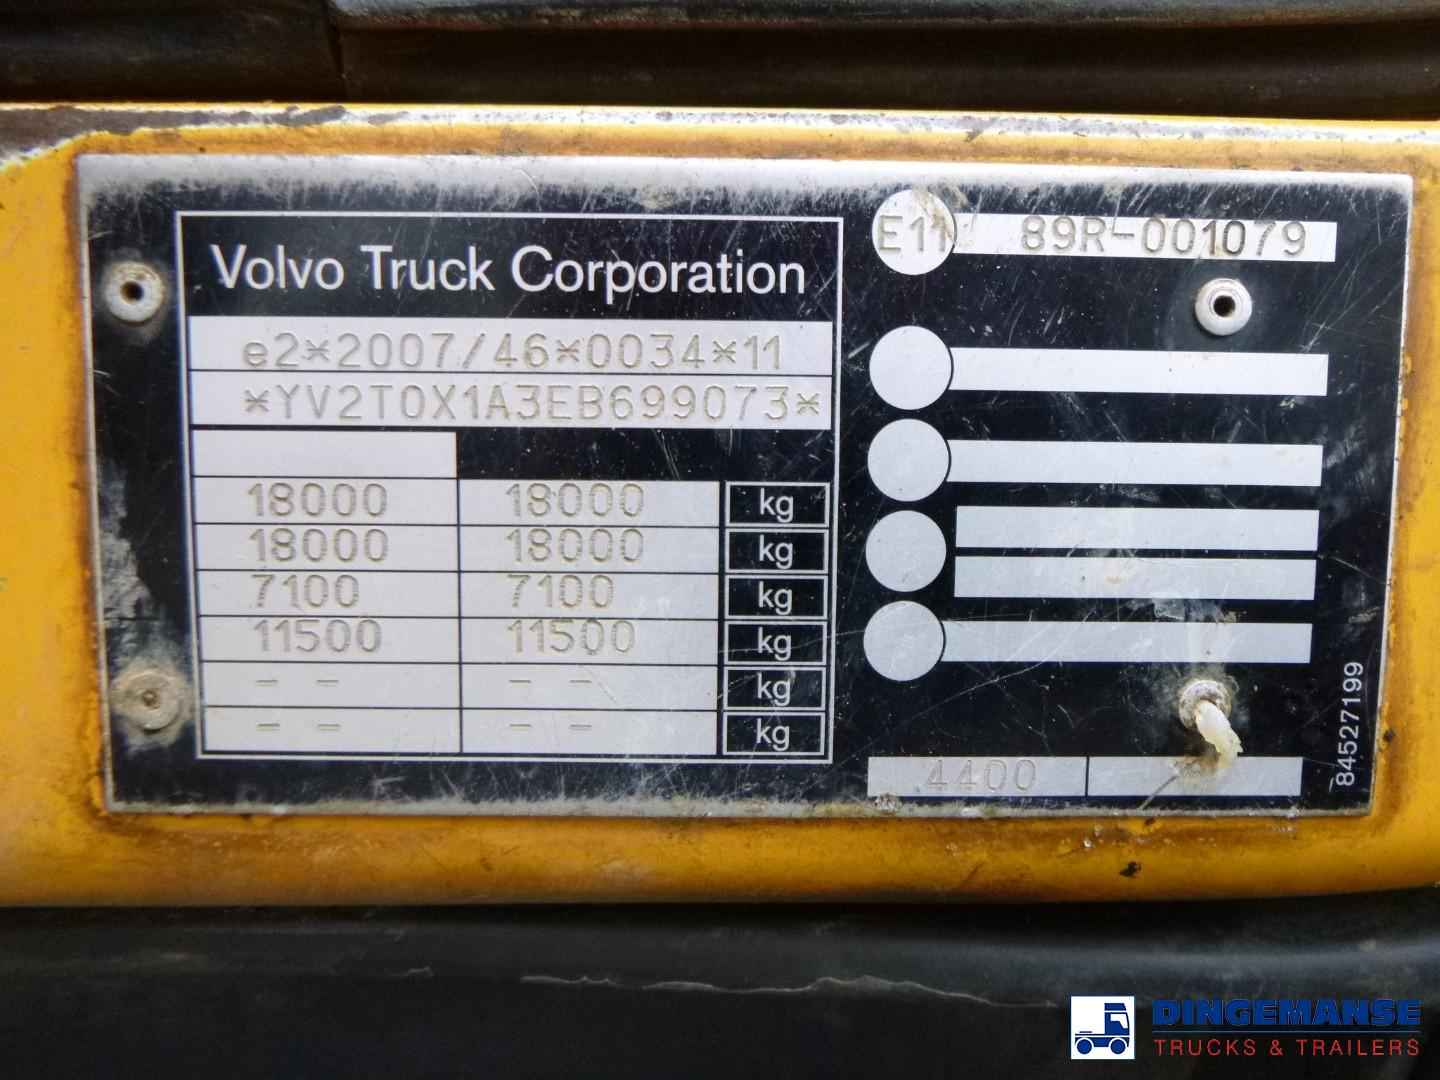 Volvo Truck Corporation
e2*2007/46*0034*11
*YV2T0X1A3EB699073*
18000 18000 kg
18000 18000 kg
7100 7100 kg
11500 11500 kg
- - - - kg
- - - - kg
E11 89R-001079
4400
84527199
DINGEMANSE
TRUCKS & TRAILERS